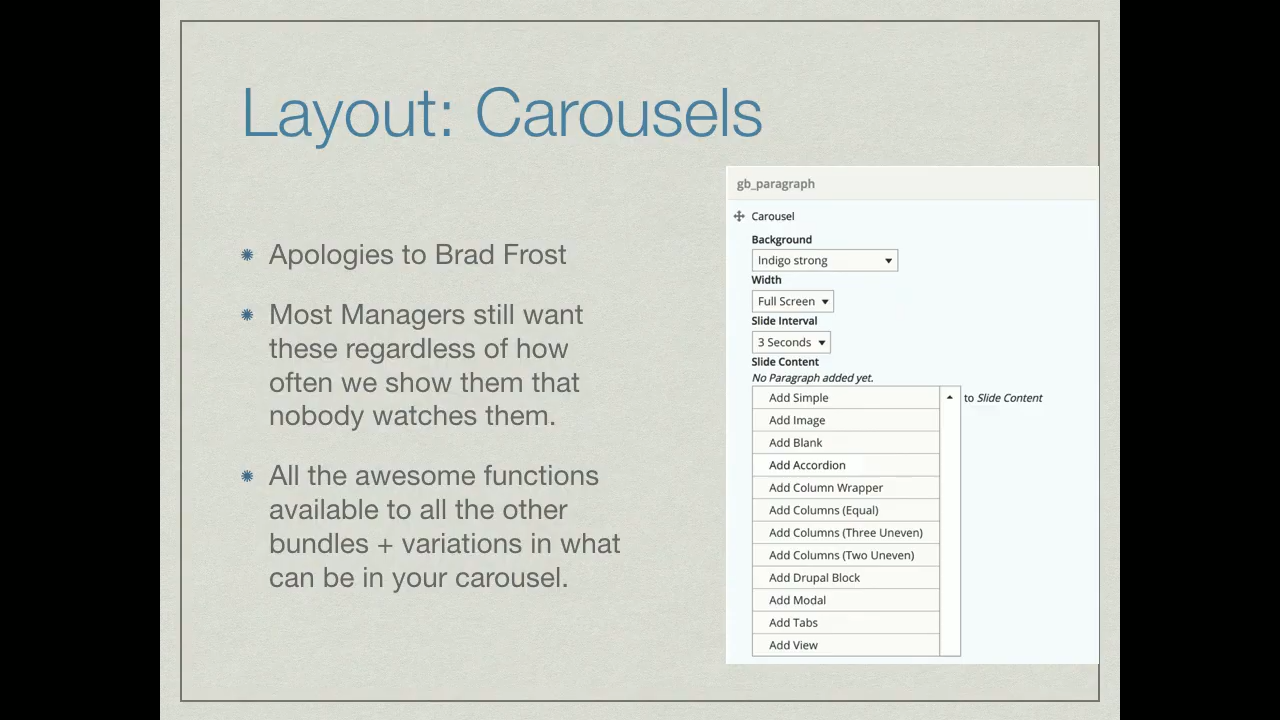 Layout: Carousels
Apologies to Brad Frost
Most Managers still want
these regardless of how
often we show them that
nobody watches them.
All the awesome functions
available to all the other
bundles + variations in what
can be in your carousel.
gb_paragraph
Carousel
Background
Indigo strong
Width
Full Screen
Slide Interval
3 Seconds
Slide Content
No Paragraph added yet.
Add Simple to Slide Content
Add Image
Add Blank
Add Accordion
Add Column Wrapper
Add Columns (Equal)
Add Columns (Three Uneven)
Add Columns (Two Uneven)
Add Drupal Block
Add Modal
Add Tabs
Add View